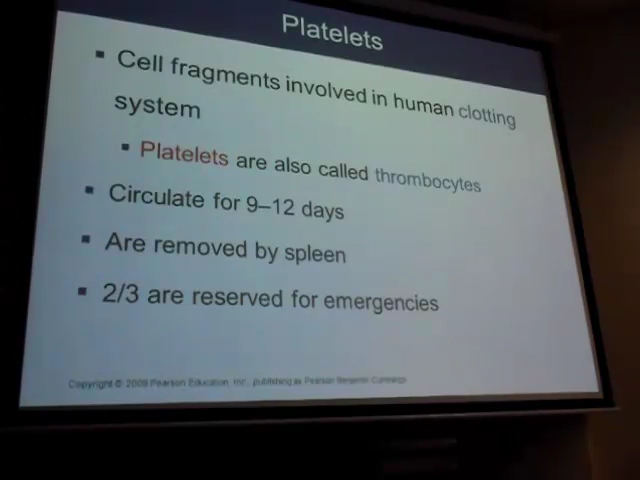 Platelets
▪ Cell fragments involved in human clotting
system
▪ Platelets are also called thrombocytes
▪ Circulate for 9–12 days
▪ Are removed by spleen
▪ 2/3 are reserved for emergencies
Copyright © 2009 Pearson Education, Inc., publishing as Pearson Benjamin Cummings